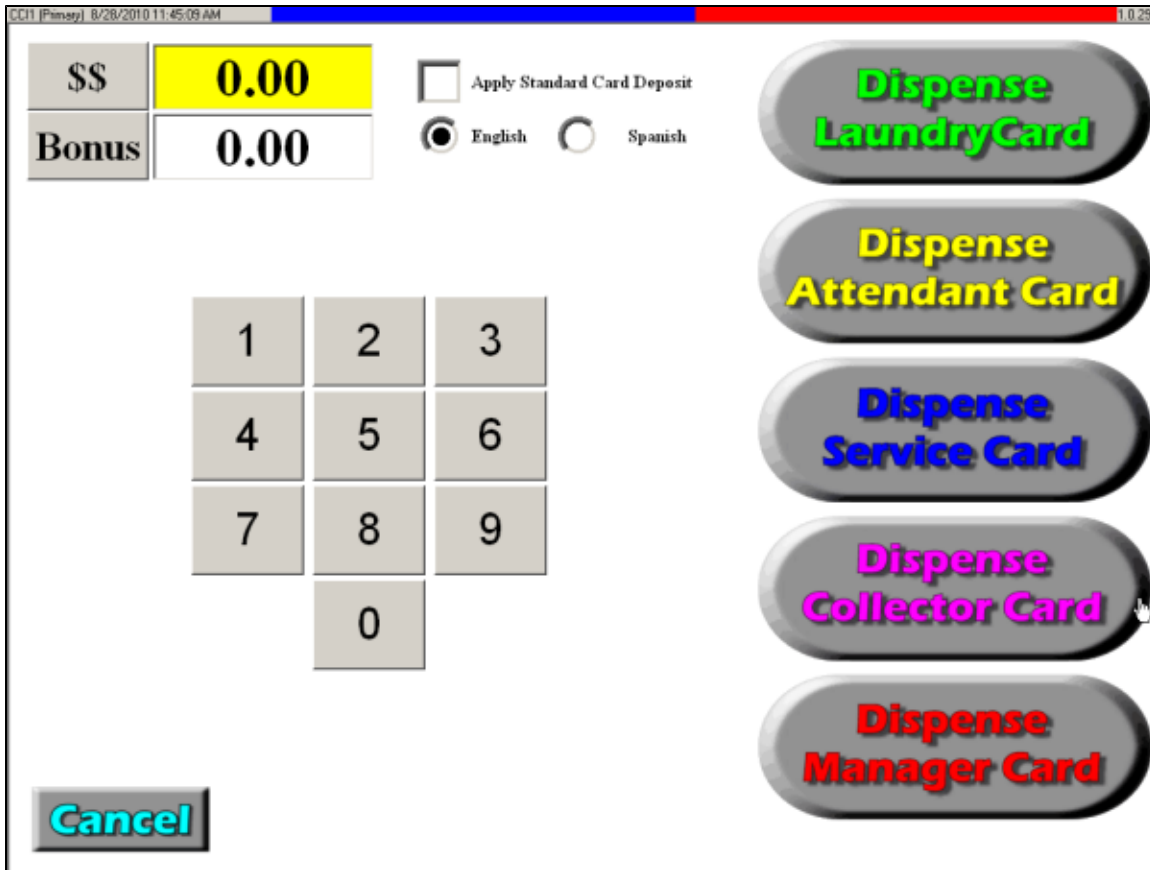 CCI1 (Primary) 8/28/2010 11:45:09 AM 1.0.25
$$ 0.00
Apply Standard Card Deposit
Bonus 0.00
English Spanish
Dispense
LaundryCard
Dispense
Attendant Card
1 2 3
4 5 6
Dispense
Service Card
7 8 9
0
Dispense
Collector Card
Dispense
Manager Card
Cancel